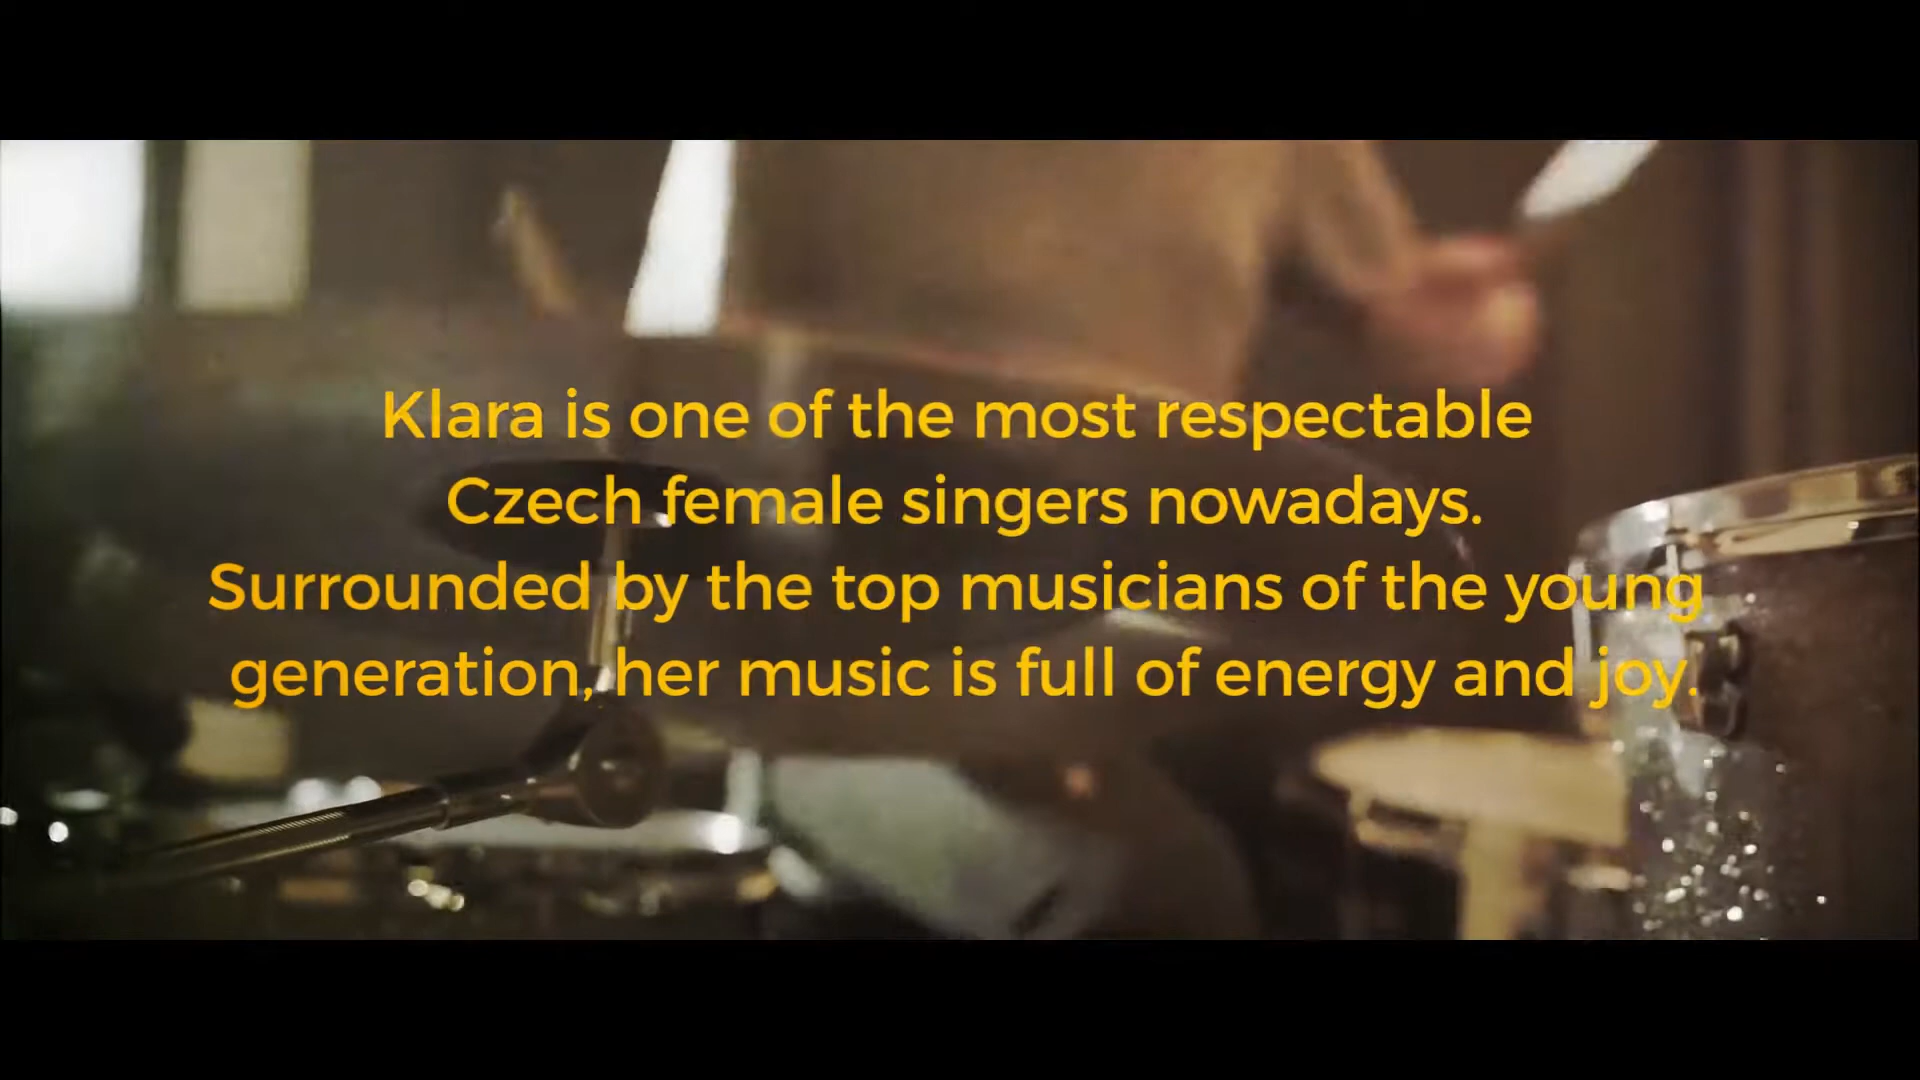 Klara is one of the most respectable
Czech female singers nowadays.
Surrounded by the top musicians of the young
generation, her music is full of energy and joy.